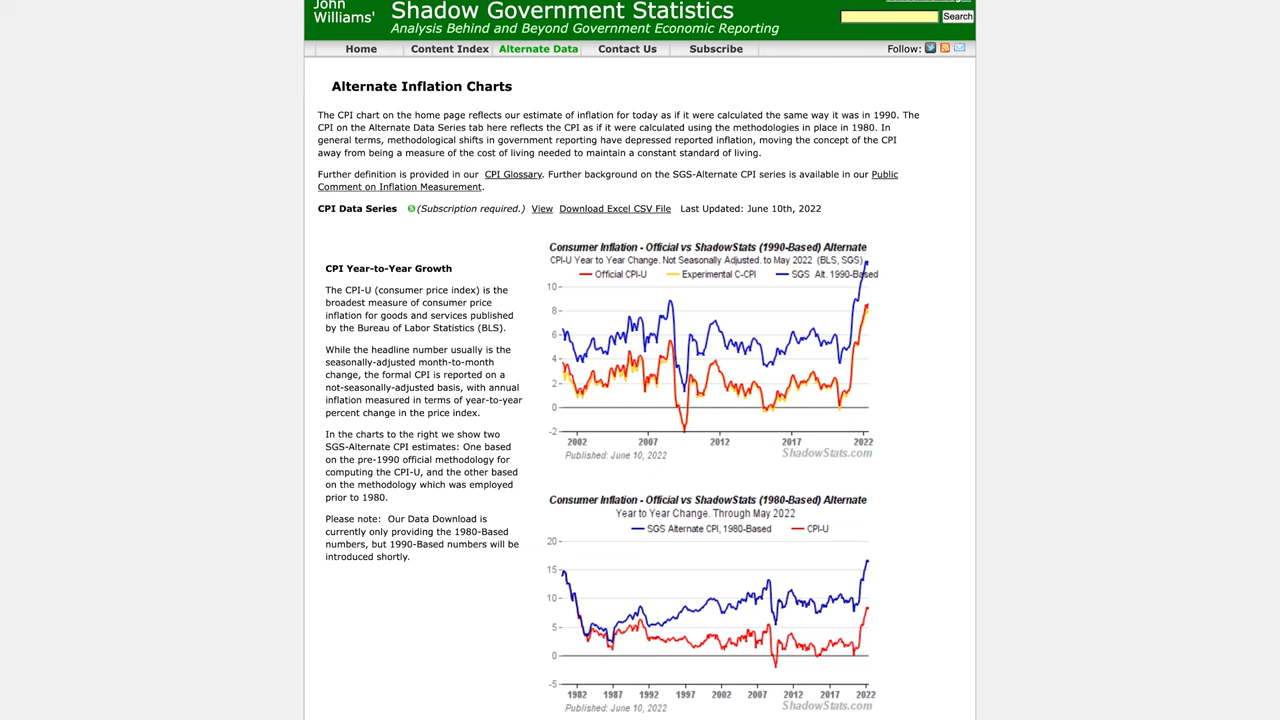 John
Williams'
Shadow Government Statistics
Analysis Behind and Beyond Government Economic Reporting
Search
Home Content Index Alternate Data Contact Us Subscribe Follow:
Alternate Inflation Charts
The CPI chart on the home page reflects our estimate of inflation for today as if it were calculated the same way it was in 1990. The
CPI on the Alternate Data Series tab here reflects the CPI as if it were calculated using the methodologies in place in 1980. In
general terms, methodological shifts in government reporting have depressed reported inflation, moving the concept of the CPI
away from being a measure of the cost of living needed to maintain a constant standard of living.
Further definition is provided in our CPI Glossary. Further background on the SGS-Alternate CPI series is available in our Public
Comment on Inflation Measurement.
CPI Data Series (Subscription required.) View Download Excel CSV File Last Updated: June 10th, 2022
CPI Year-to-Year Growth
The CPI-U (consumer price index) is the
broadest measure of consumer price
inflation for goods and services published
by the Bureau of Labor Statistics (BLS).
While the headline number usually is the
seasonally-adjusted month-to-month
change, the formal CPI is reported on a
not-seasonally-adjusted basis, with annual
inflation measured in terms of year-to-year
percent change in the price index.
In the charts to the right we show two
SGS-Alternate CPI estimates: One based
on the pre-1990 official methodology for
computing the CPI-U, and the other based
on the methodology which was employed
prior to 1980.
Please note: Our Data Download is
currently only providing the 1980-Based
numbers, but 1990-Based numbers will be
introduced shortly.
Consumer Inflation - Official vs ShadowStats (1990-Based) Alternate
CPI-U Year to Year Change. Not Seasonally Adjusted. to May 2022 (BLS, SGS)
Official CPI-U Experimental C-CPI SGS Alt. 1990-Based
10
8
6
4
2
0
-2
2002 2007 2012 2017 2022
Published: June 10, 2022 ShadowStats.com
Consumer Inflation - Official vs ShadowStats (1980-Based) Alternate
Year to Year Change. Through May 2022
SGS Alternate CPI, 1980-Based CPI-U
20
15
10
5
0
-5
1982 1987 1992 1997 2002 2007 2012 2017 2022
Published: June 10, 2022 ShadowStats.com